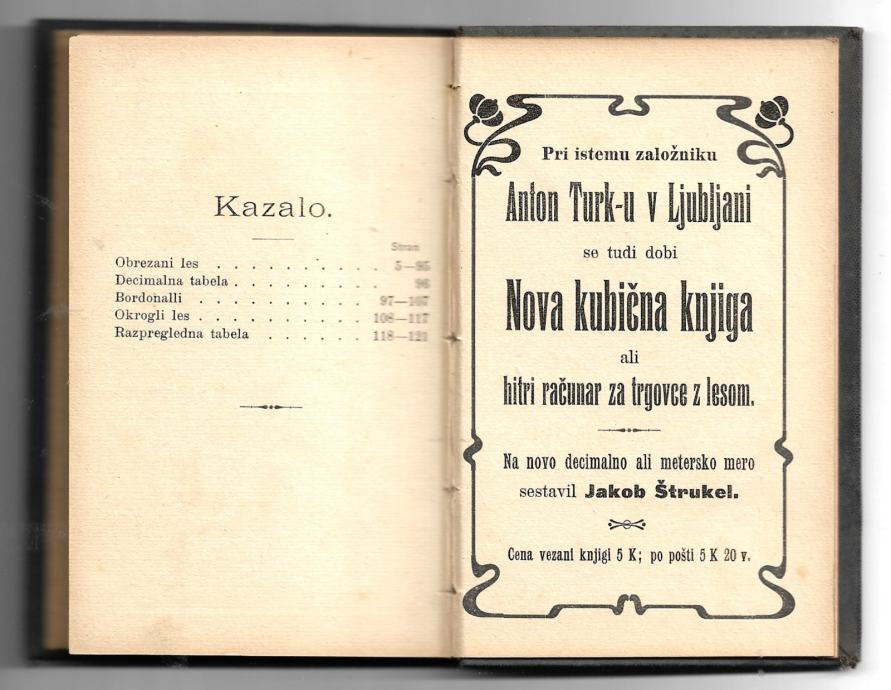 Kazalo.
Stran
Obrezani les . . . . . . . . . . 5—95
Decimalna tabela . . . . . . . . . 96
Bordonalli . . . . . . . . . . 97—107
Okrogli les . . . . . . . . . . 108—117
Razpregledna tabela . . . . . . 118—121
Pri istemu založniku
Anton Turk-u v Ljubljani
se tudi dobi
Nova kubična knjiga
ali
hitri računar za trgovce z lesom.
Na novo decimalno ali metersko mero
sestavil Jakob Štrukel.
Cena vezani knjigi 5 K; po pošti 5 K 20 v.